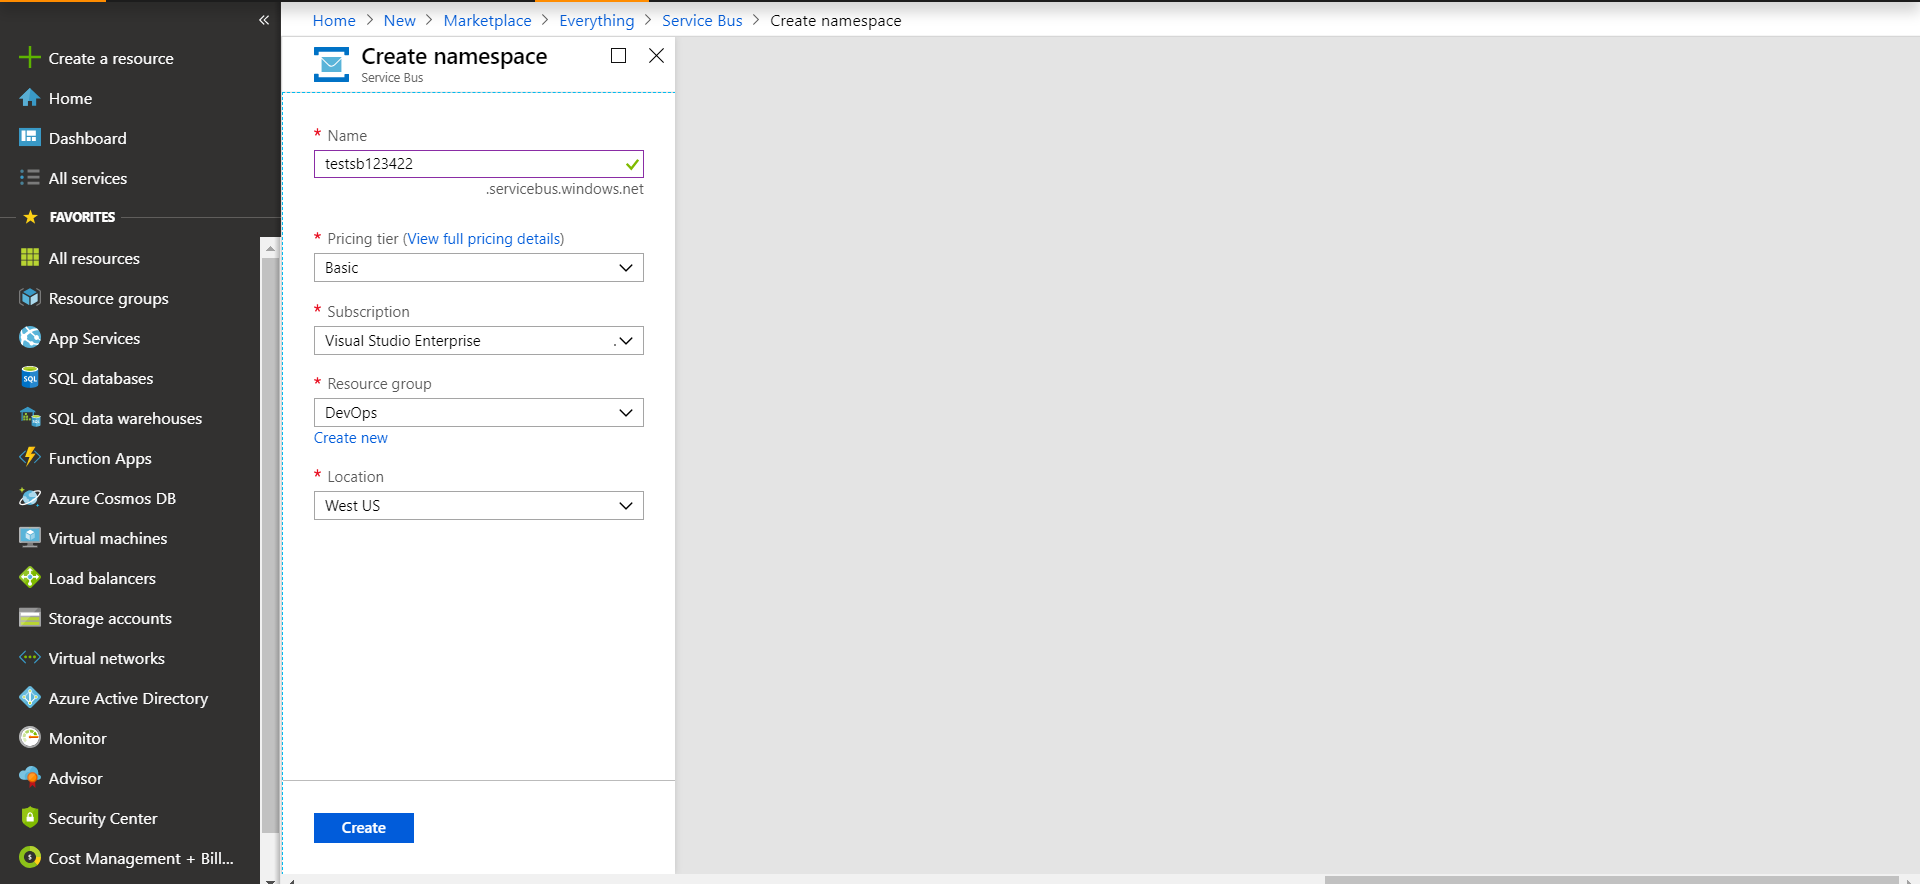 Home > New > Marketplace > Everything > Service Bus > Create namespace
Create a resource
Home
Dashboard
All services
FAVORITES
All resources
Resource groups
App Services
SQL databases
SQL data warehouses
Function Apps
Azure Cosmos DB
Virtual machines
Load balancers
Storage accounts
Virtual networks
Azure Active Directory
Monitor
Advisor
Security Center
Cost Management + Bill...
Create namespace
Service Bus
* Name
testsb123422
.servicebus.windows.net
* Pricing tier (View full pricing details)
Basic
* Subscription
Visual Studio Enterprise
* Resource group
DevOps
Create new
* Location
West US
Create